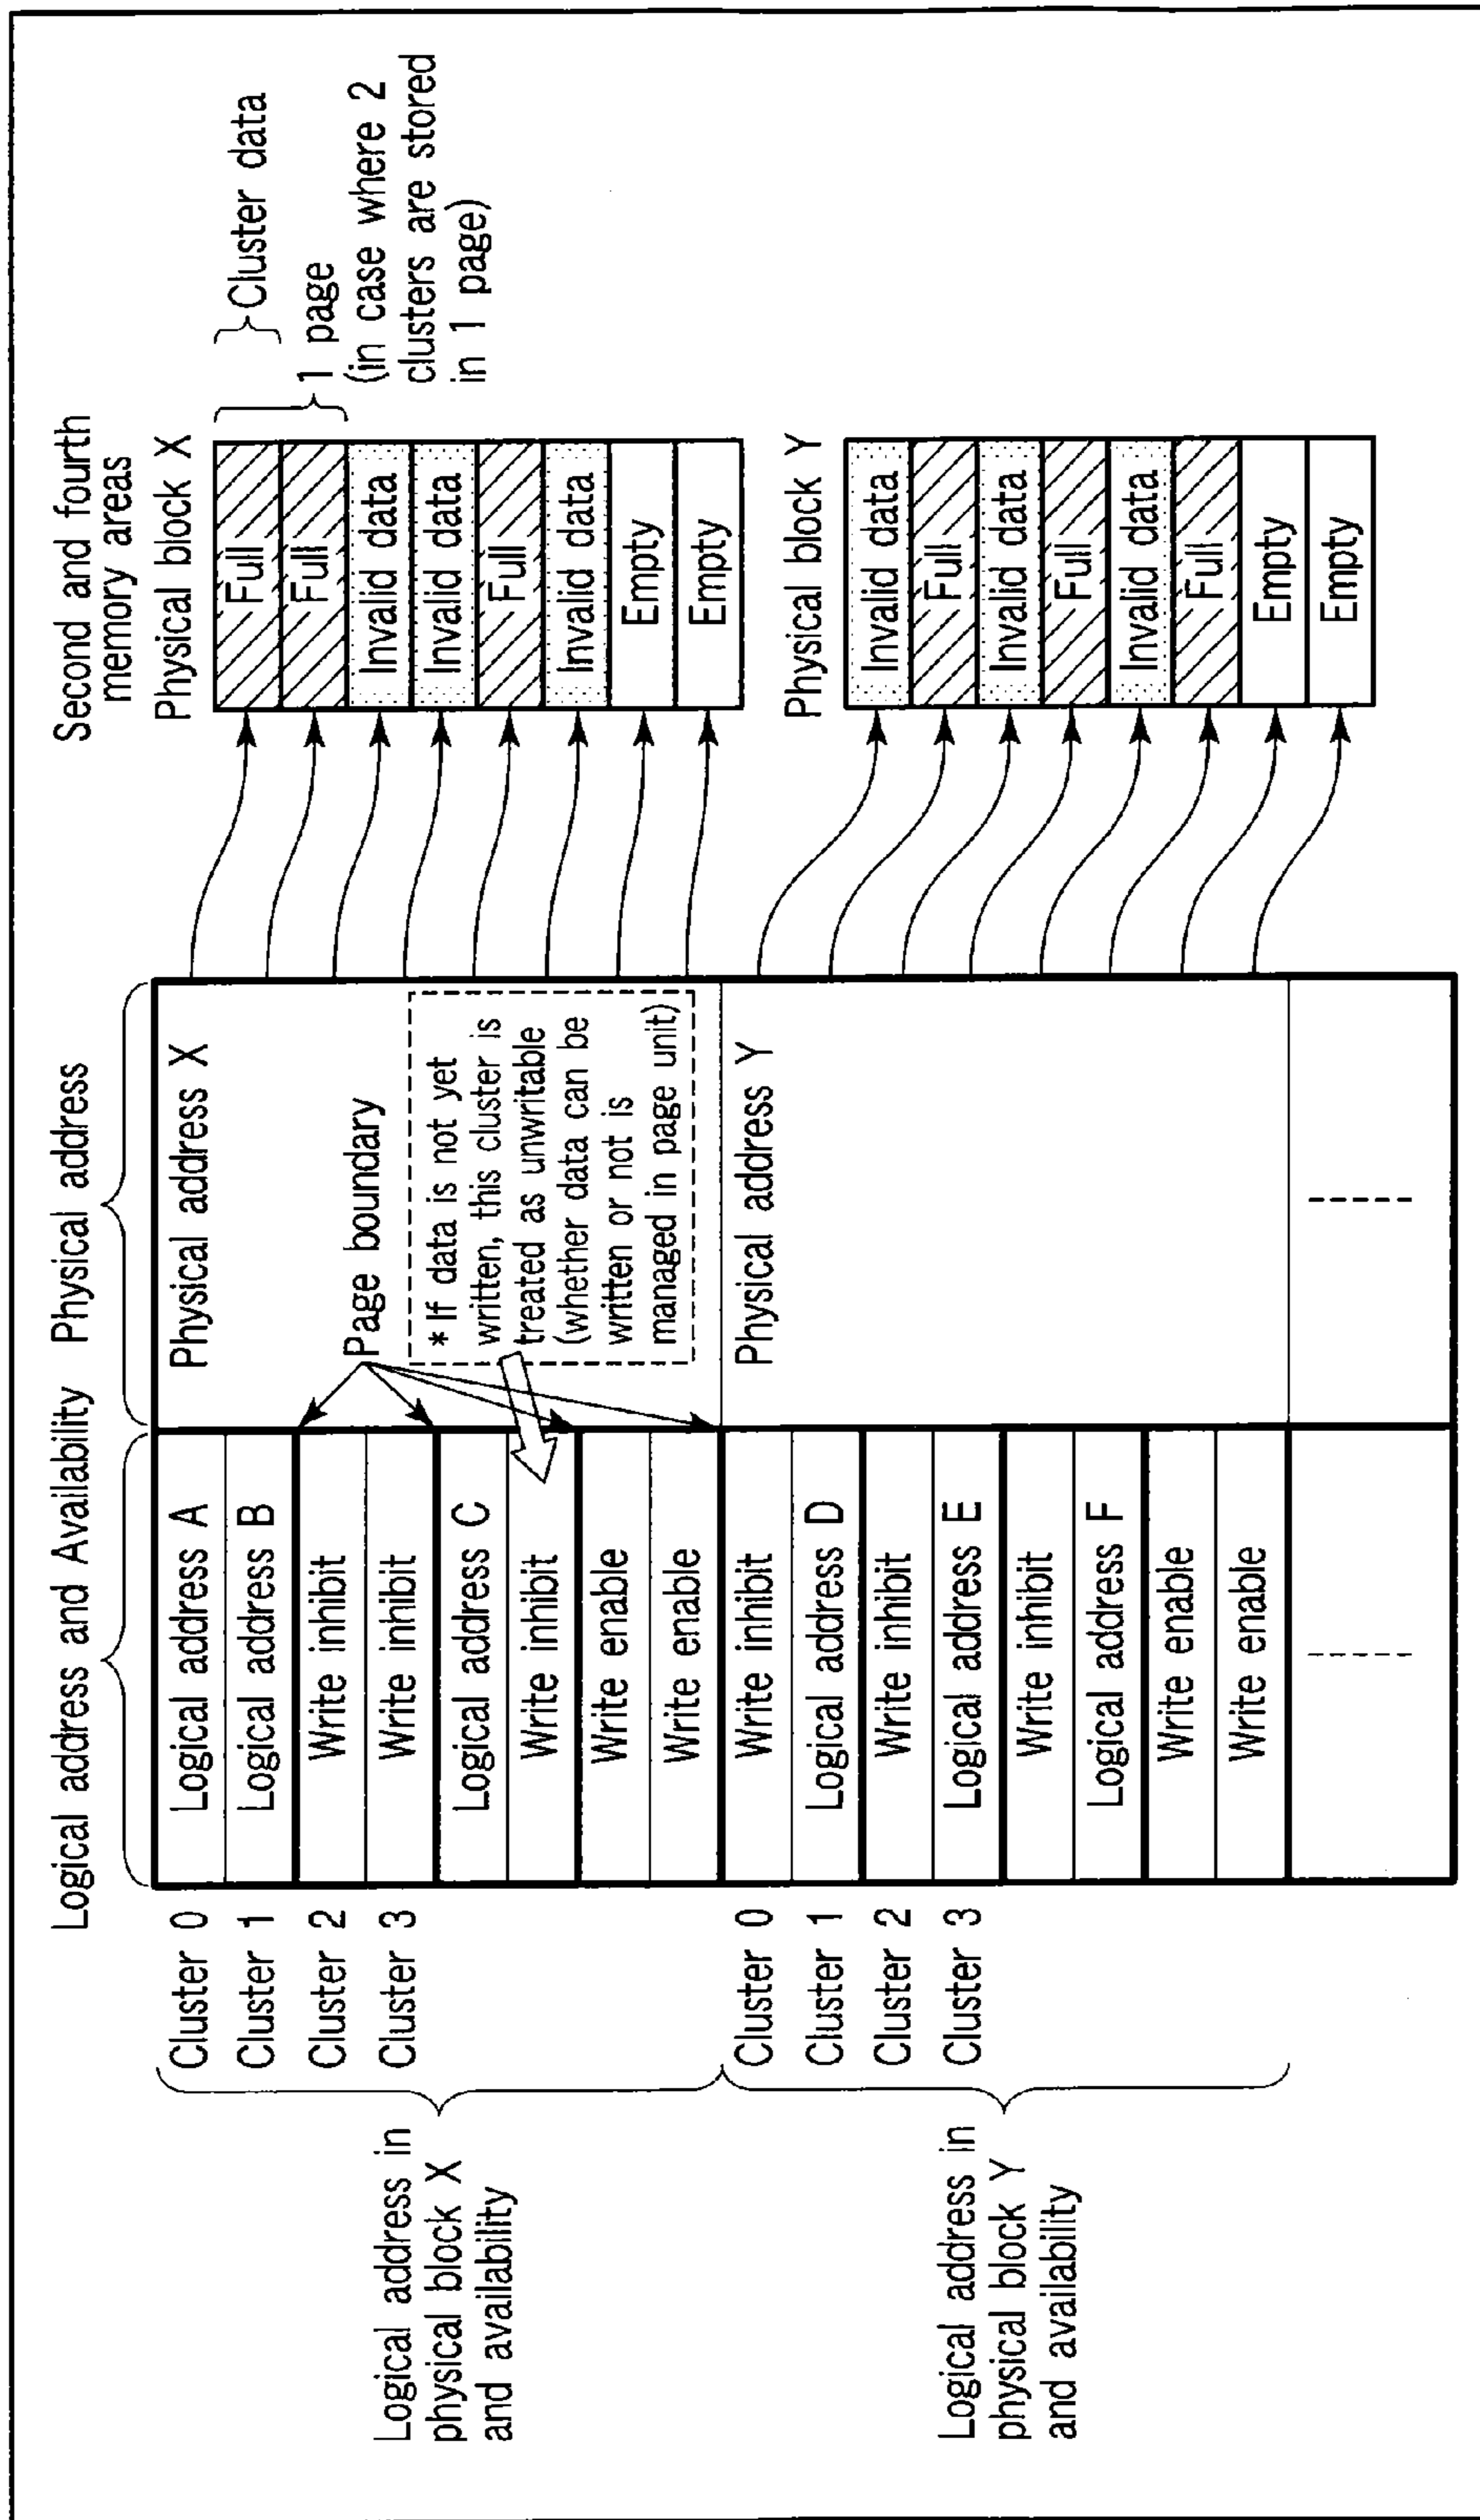 Logical address and Availability
Physical address
Second and fourth
memory areas
Logical address in
physical block X
and availability
Cluster 0
Cluster 1
Cluster 2
Cluster 3
Logical address A
Logical address B
Write inhibit
Write inhibit
Logical address C
Write inhibit
Write enable
Write enable
Physical address X
Page boundary
* If data is not yet
written, this cluster is
treated as unwritable
(whether data can be
written or not is
managed in page unit)
Physical block X
Full
Full
Invalid data
Invalid data
Full
Invalid data
Empty
Empty
Cluster data
1 page
(in case where 2
clusters are stored
in 1 page)
Logical address in
physical block Y
and availability
Cluster 0
Cluster 1
Cluster 2
Cluster 3
Write inhibit
Logical address D
Write inhibit
Logical address E
Write inhibit
Logical address F
Write enable
Write enable
Physical address Y
Physical block Y
Invalid data
Full
Invalid data
Full
Invalid data
Full
Empty
Empty